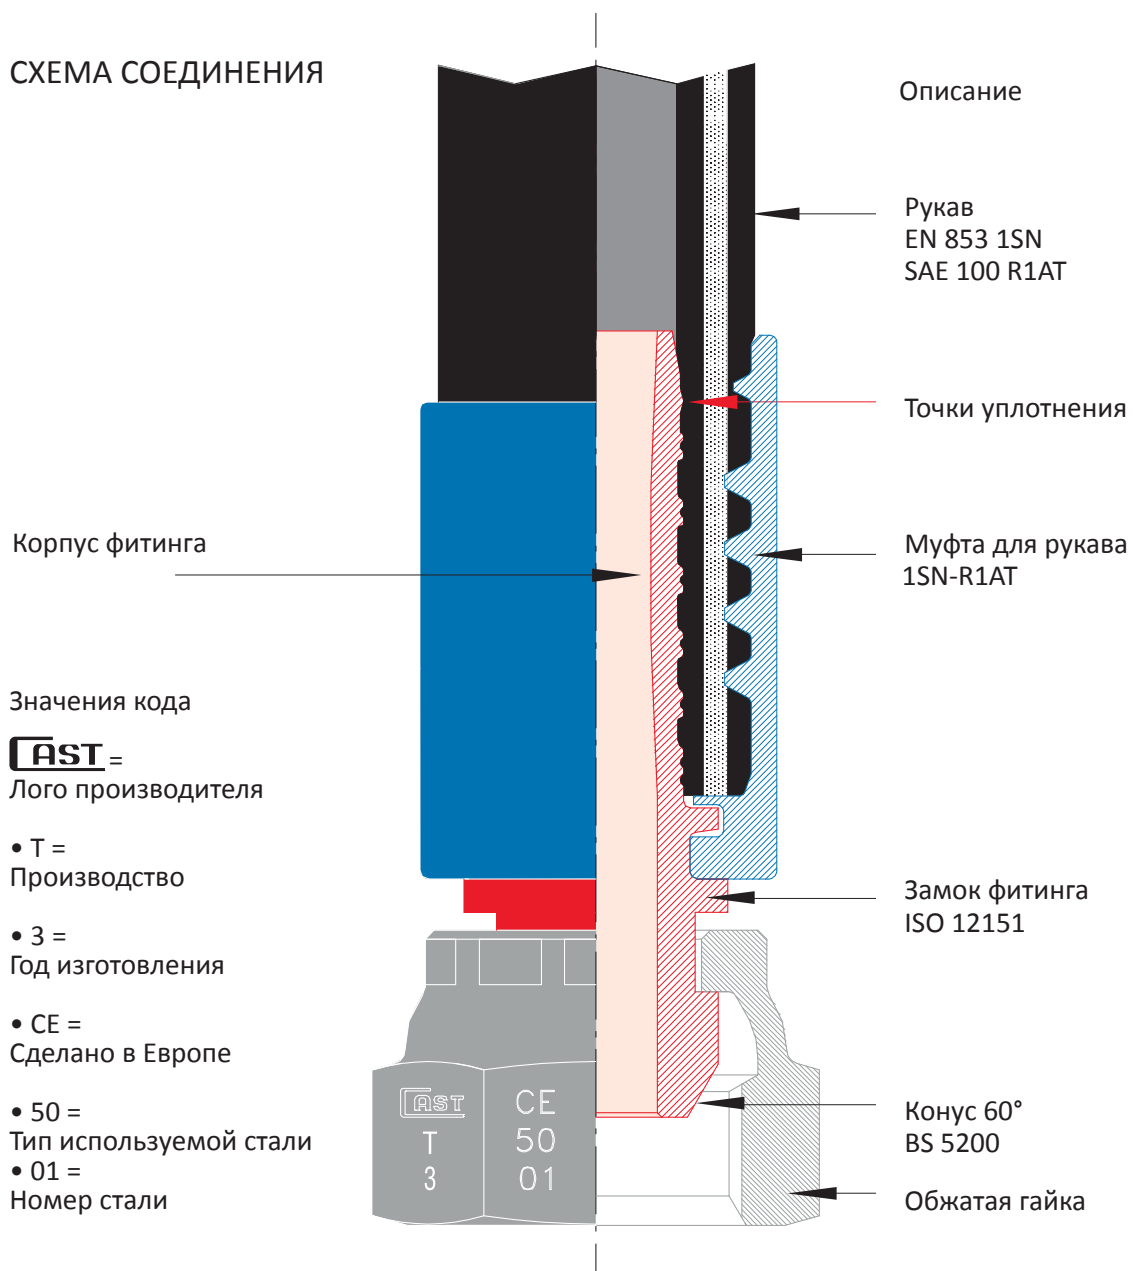 СХЕМА СОЕДИНЕНИЯ
Описание
Рукав
EN 853 1SN
SAE 100 R1AT
Точки уплотнения
Корпус фитинга
Муфта для рукава
1SN-R1AT
Значения кода
CAST =
Лого производителя
• T =
Производство
• 3 =
Год изготовления
• CE =
Сделано в Европе
• 50 =
Тип используемой стали
• 01 =
Номер стали
Замок фитинга
ISO 12151
Конус 60°
BS 5200
Обжатая гайка
CAST
T
3
CE
50
01